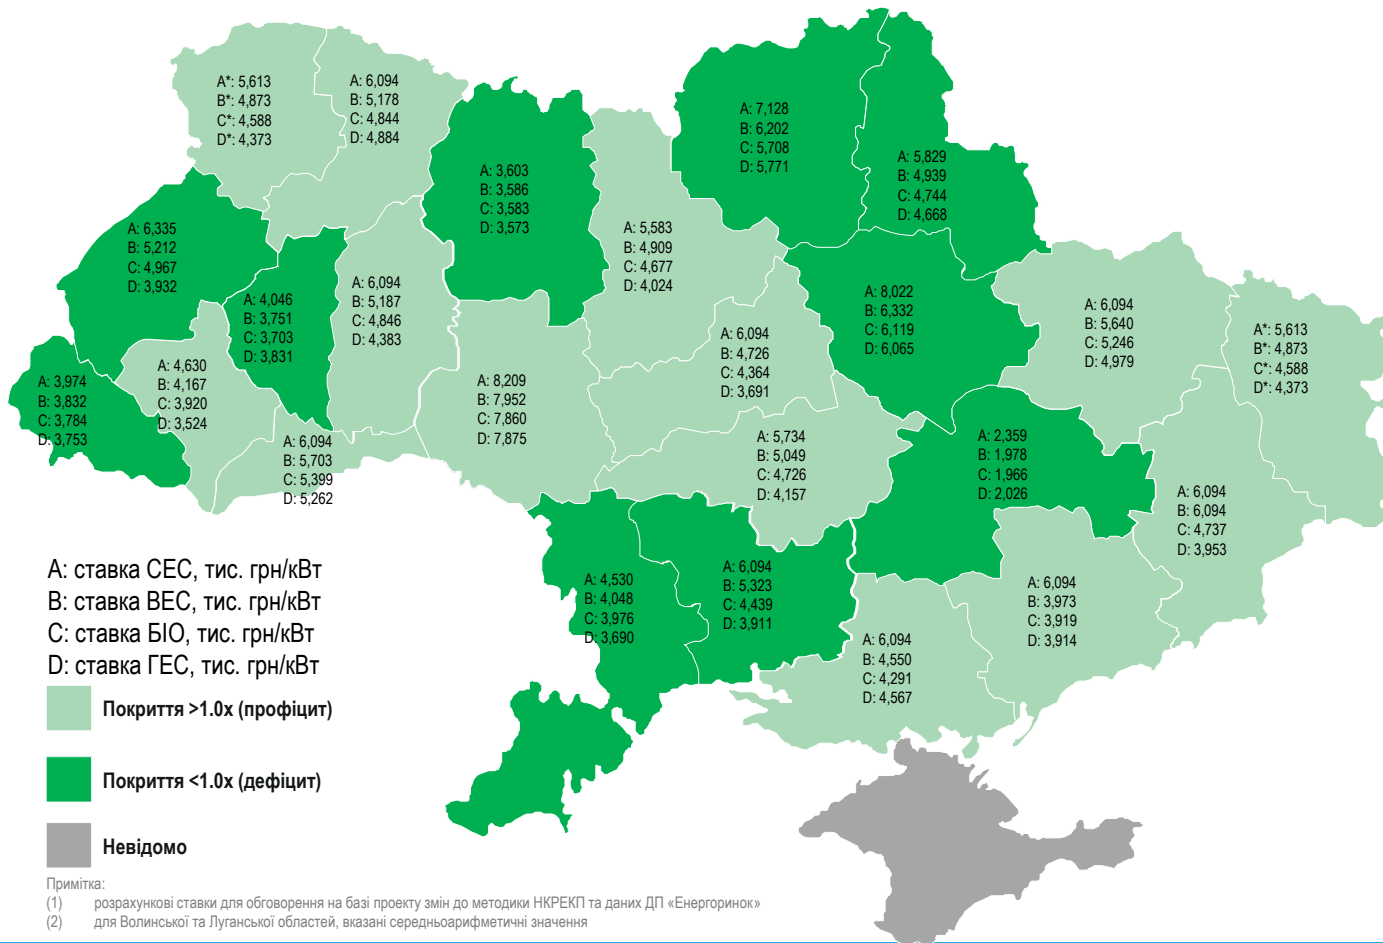 A*: 5,613
B*: 4,873
C*: 4,588
D*: 4,373
A: 6,094
B: 5,178
C: 4,844
D: 4,884
A: 3,603
B: 3,586
C: 3,583
D: 3,573
A: 5,583
B: 4,909
C: 4,677
D: 4,024
A: 7,128
B: 6,202
C: 5,708
D: 5,771
A: 5,829
B: 4,939
C: 4,744
D: 4,668
A: 6,335
B: 5,212
C: 4,967
D: 3,932
A: 4,046
B: 3,751
C: 3,703
D: 3,831
A: 6,094
B: 5,187
C: 4,846
D: 4,383
A: 6,094
B: 4,726
C: 4,364
D: 3,691
A: 8,022
B: 6,332
C: 6,119
D: 6,065
A: 6,094
B: 5,640
C: 5,246
D: 4,979
A*: 5,613
B*: 4,873
C*: 4,588
D*: 4,373
A: 3,974
B: 3,832
C: 3,784
D: 3,753
A: 4,630
B: 4,167
C: 3,920
D: 3,524
A: 6,094
B: 5,703
C: 5,399
D: 5,262
A: 8,209
B: 7,952
C: 7,860
D: 7,875
A: 5,734
B: 5,049
C: 4,726
D: 4,157
A: 2,359
B: 1,978
C: 1,966
D: 2,026
A: 6,094
B: 6,094
C: 4,737
D: 3,953
A: 4,530
B: 4,048
C: 3,976
D: 3,690
A: 6,094
B: 5,323
C: 4,439
D: 3,911
A: 6,094
B: 4,550
C: 4,291
D: 4,567
A: 6,094
B: 3,973
C: 3,919
D: 3,914
A: ставка СЕС, тис. грн/кВт
B: ставка ВЕС, тис. грн/кВт
C: ставка БІО, тис. грн/кВт
D: ставка ГЕС, тис. грн/кВт
Покриття >1.0x (профіцит)
Покриття <1.0x (дефіцит)
Невідомо
Примітка:
(1) розрахункові ставки для обговорення на базі проекту змін до методики НКРЕКП та даних ДП «Енергоринок»
(2) для Волинської та Луганської областей, вказані середньоарифметичні значення